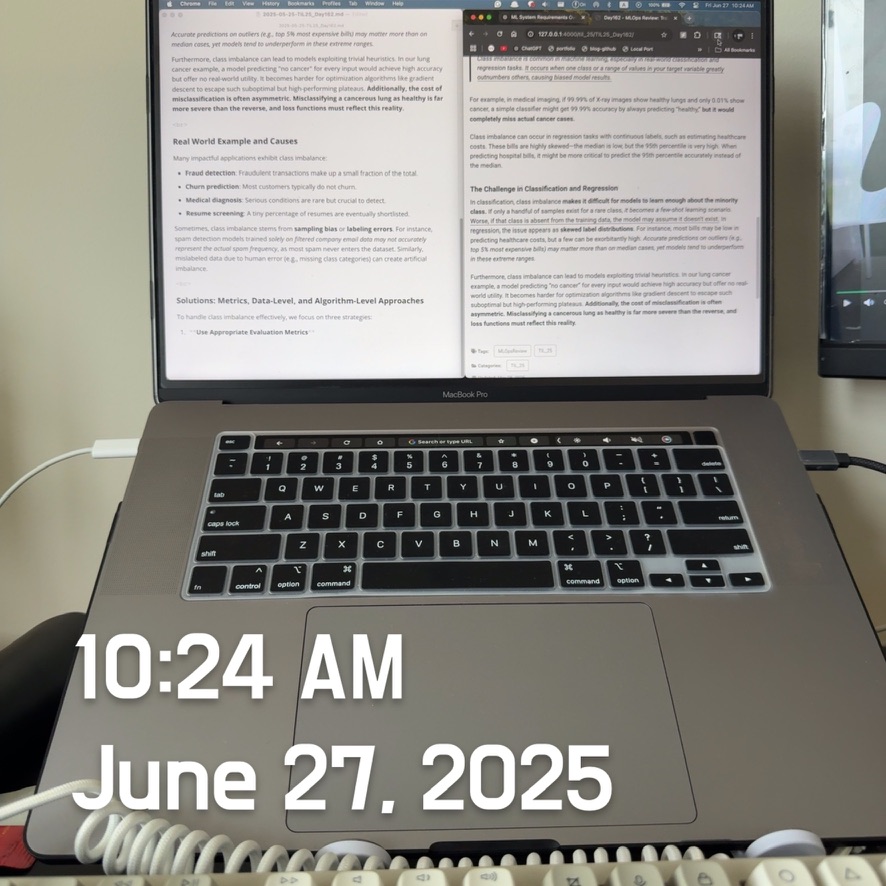 Chrome File Edit View History Bookmarks Profiles Tab Window Help
Fri Jun 27 10:24 AM
2025-05-25-TIL25_Day162.md
Accurate predictions on outliers (e.g., top 5% most expensive bills) may matter more than on
median cases, yet models tend to underperform in these extreme ranges.
Furthermore, class imbalance can lead to models exploiting trivial heuristics. In our lung
cancer example, a model predicting "no cancer" for every input would achieve high accuracy
but offer no real-world utility. It becomes harder for optimization algorithms like gradient
descent to escape such suboptimal but high-performing plateaus. Additionally, the cost of
misclassification is often asymmetric. Misclassifying a cancerous lung as healthy is far
more severe than the reverse, and loss functions must reflect this reality.
Real World Example and Causes
Many impactful applications exhibit class imbalance:
• Fraud detection: Fraudulent transactions make up a small fraction of the total.
• Churn prediction: Most customers typically do not churn.
• Medical diagnosis: Serious conditions are rare but crucial to detect.
• Resume screening: A tiny percentage of resumes are eventually shortlisted.
Sometimes, class imbalance stems from sampling bias or labeling errors. For instance,
spam detection models trained solely on filtered company email data may not accurately
represent the actual spam frequency, as most spam never enters the dataset. Similarly,
mislabeled data due to human error (e.g., missing class categories) can create artificial
imbalance.
Solutions: Metrics, Data-Level, and Algorithm-Level Approaches
To handle class imbalance effectively, we focus on three strategies:
1. **Use Appropriate Evaluation Metrics**
ML System Requirements
Day162 - MLOps Review:
127.0.0.1:4000/til_25/TIL25_Day162/
ChatGPT portfolio blog-github Local Port
All Bookmarks
Class imbalance is common in machine learning, especially in real-world classification and
regression tasks. It occurs when one class or a range of values in your target variable greatly
outnumbers others, causing biased model results.
For example, in medical imaging, if 99.99% of X-ray images show healthy lungs and only 0.01% show
cancer, a simple classifier might get 99.99% accuracy by always predicting "healthy," but it would
completely miss actual cancer cases.
Class imbalance can occur in regression tasks with continuous labels, such as estimating healthcare
costs. These bills are highly skewed—the median is low, but the 95th percentile is very high. When
predicting hospital bills, it might be more critical to predict the 95th percentile accurately instead of
the median.
The Challenge in Classification and Regression
In classification, class imbalance makes it difficult for models to learn enough about the minority
class. If only a handful of samples exist for a rare class, it becomes a few-shot learning scenario.
Worse, if that class is absent from the training data, the model may assume it doesn't exist. In
regression, the issue appears as skewed label distributions. For instance, most bills may be low in
predicting healthcare costs, but a few can be exorbitantly high. Accurate predictions on outliers (e.g.,
top 5% most expensive bills) may matter more than on median cases, yet models tend to underperform
in these extreme ranges.
Furthermore, class imbalance can lead to models exploiting trivial heuristics. In our lung cancer
example, a model predicting "no cancer" for every input would achieve high accuracy but offer no real-
world utility. It becomes harder for optimization algorithms like gradient descent to escape such
suboptimal but high-performing plateaus. Additionally, the cost of misclassification is often
asymmetric. Misclassifying a cancerous lung as healthy is far more severe than the reverse, and
loss functions must reflect this reality.
Tags: MLOpsReview TIL_25
Categories: TIL_25
MacBook Pro
esc
Search or type URL
~ ! @ # $ % ^ & * ( ) _ +
1 2 3 4 5 6 7 8 9 0 - = delete
tab Q W E R T Y U I O P { [ } ] | \
caps lock A S D F G H J K L : ; " ' return
shift Z X C V B N M < , > . ? / shift
fn control option command command option
10:24 AM
June 27, 2025